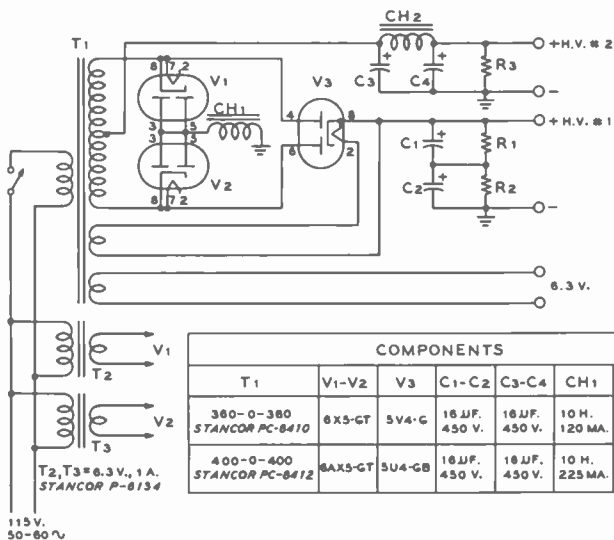 CH2
T1
8 7 2
V1
V3
C3
C4
R3
+H.V. # 2
-
CH1
3 5
3 5
4
8
6
2
+H.V. # 1
C1
R1
V2
C2
R2
8 7 2
-
6.3 V.
V1
T2
V2
T3
T2, T3 = 6.3 V., 1 A.
STANCOR P-6134
115 V.
50-60 ~
COMPONENTS
T1 V1-V2 V3 C1-C2 C3-C4 CH1
360-0-360 6X5-GT 5V4-G 16 UF. 16 UF. 10 H.
STANCOR PC-8410 450 V. 450 V. 120 MA.
400-0-400 6AX5-GT 5U4-GB 16 UF. 16 UF. 10 H.
STANCOR PC-8412 450 V. 450 V. 225 MA.